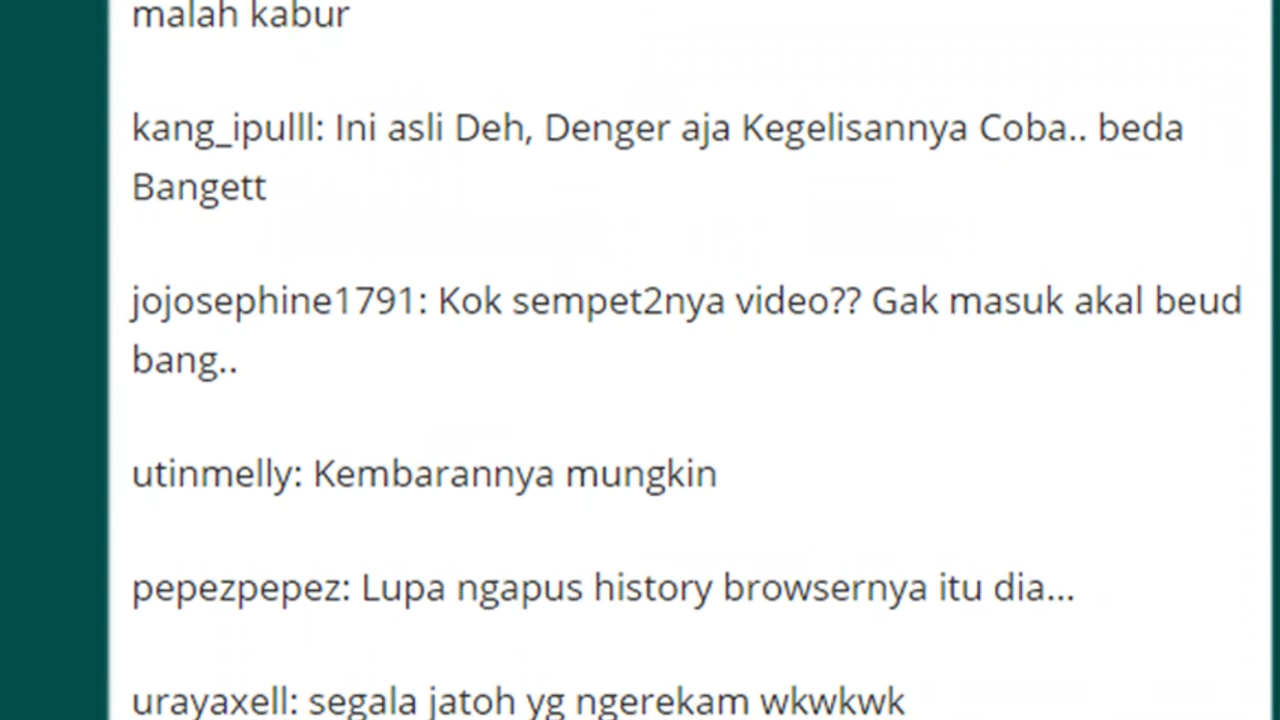 malah kabur
kang_ipulll: Ini asli Deh, Denger aja Kegelisannya Coba.. beda
Bangett
jojosephine1791: Kok sempet2nya video?? Gak masuk akal beud
bang..
utinmelly: Kembarannya mungkin
pepezpepez: Lupa ngapus history browsernya itu dia...
urayaxell: segala jatoh yg ngerekam wkwkwk